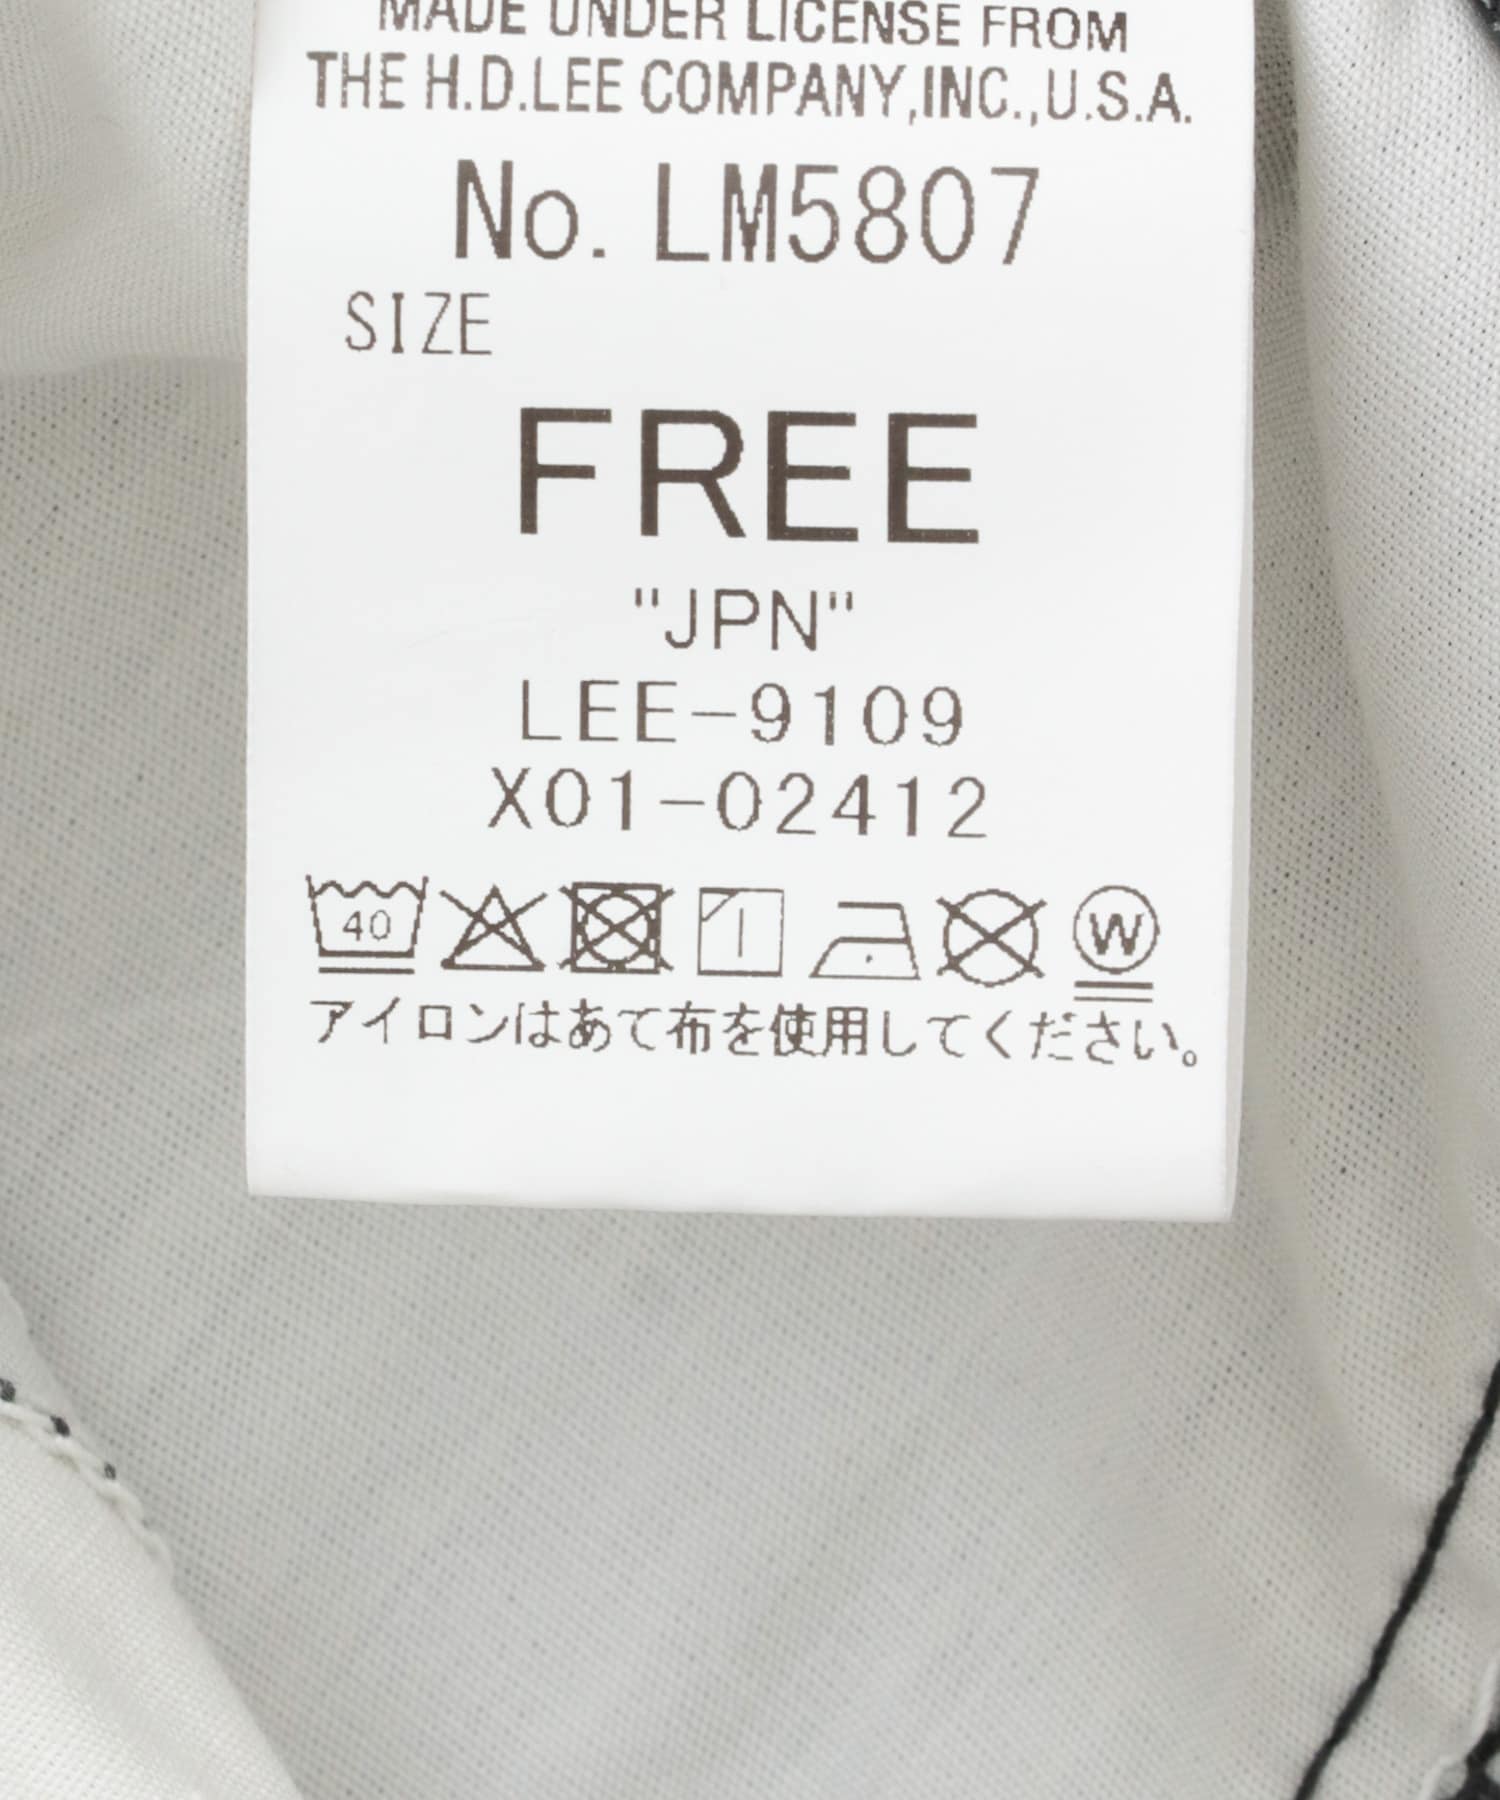 MADE UNDER LICENSE FROM
THE H.D.LEE COMPANY,INC.,U.S.A.
No. LM5807
SIZE
FREE
"JPN"
LEE-9109
X01-02412
40 W
アイロンはあて布を使用してください。